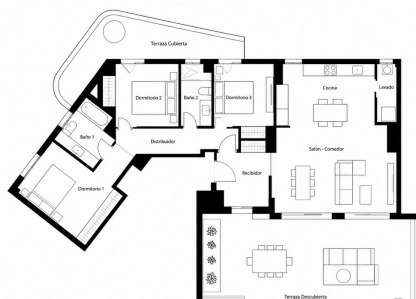 Terraza Cubierta
Dormitorio 2
Baño 2
Dormitorio 3
Cocina
Lavado
Baño 1
Distribuidor
Salón - Comedor
Recibidor
Dormitorio 1
Terraza Descubierta